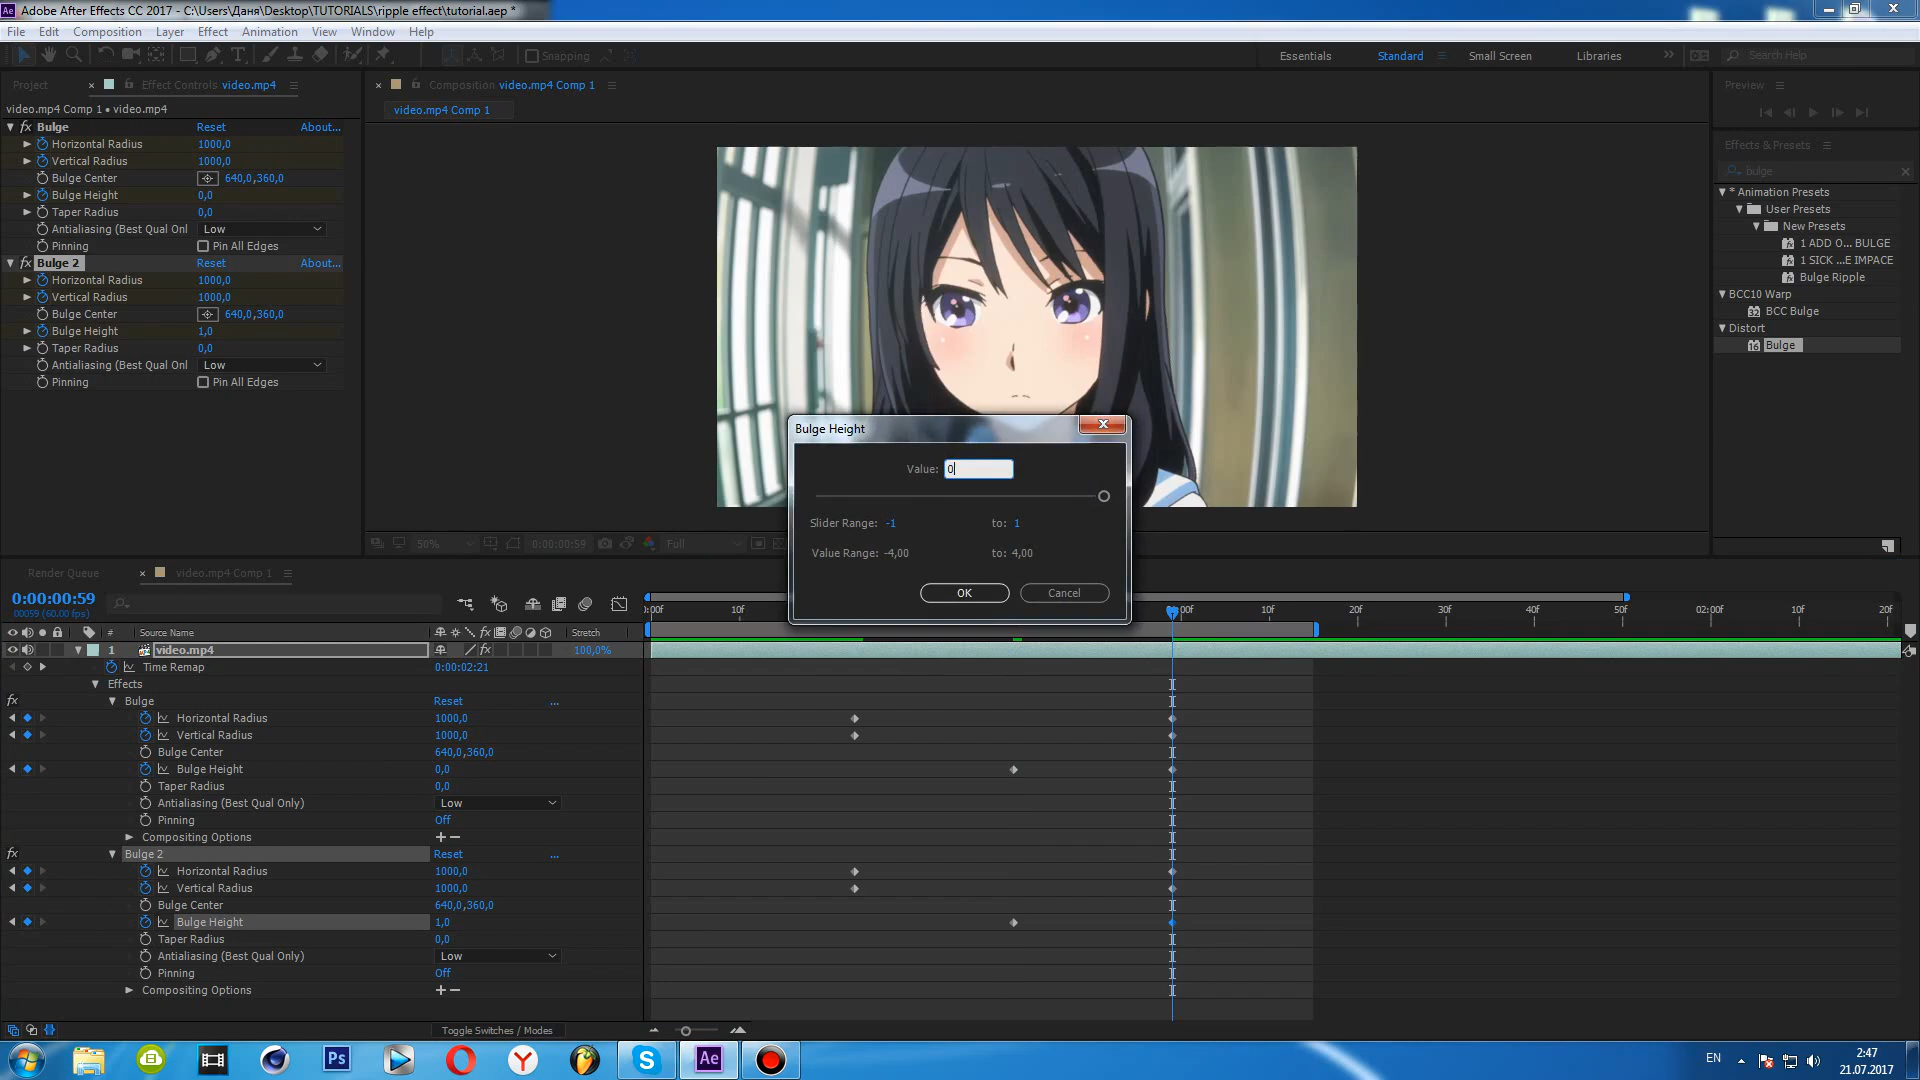 Adobe After Effects CC 2017 - C:\Users\Даня\Desktop\TUTORIALS\ripple effect\tutorial.aep *
File Edit Composition Layer Effect Animation View Window Help
Snapping Essentials Standard Small Screen Libraries Search Help
Project Effect Controls video.mp4
Composition video.mp4 Comp 1
Preview
video.mp4 Comp 1 • video.mp4
video.mp4 Comp 1
Bulge Reset About...
Horizontal Radius 1000,0
Vertical Radius 1000,0
Bulge Center 640,0,360,0
Bulge Height 0,0
Taper Radius 0,0
Antialiasing (Best Qual Onl Low
Pinning Pin All Edges
Bulge 2 Reset About...
Horizontal Radius 1000,0
Vertical Radius 1000,0
Bulge Center 640,0,360,0
Bulge Height 1,0
Taper Radius 0,0
Antialiasing (Best Qual Onl Low
Pinning Pin All Edges
Effects & Presets
bulge
* Animation Presets
User Presets
New Presets
1 ADD O... BULGE
1 SICK ...E IMPACE
Bulge Ripple
BCC10 Warp
BCC Bulge
Distort
Bulge
Bulge Height
Value: 0
Slider Range: -1 to: 1
Value Range: -4,00 to: 4,00
OK Cancel
50% 0:00:00:59 Full
Render Queue video.mp4 Comp 1
0:00:00:59
00059 (60.00 fps)
0:00f 10f 00f 10f 20f 30f 40f 50f 02:00f 10f 20f
# Source Name Stretch
1 video.mp4 100,0%
Time Remap 0:00:02:21
Effects
Bulge Reset ...
Horizontal Radius 1000,0
Vertical Radius 1000,0
Bulge Center 640,0,360,0
Bulge Height 0,0
Taper Radius 0,0
Antialiasing (Best Qual Only) Low
Pinning Off
Compositing Options
Bulge 2 Reset ...
Horizontal Radius 1000,0
Vertical Radius 1000,0
Bulge Center 640,0,360,0
Bulge Height 1,0
Taper Radius 0,0
Antialiasing (Best Qual Only) Low
Pinning Off
Compositing Options
Toggle Switches / Modes
Ps Ae EN 2:47
21.07.2017